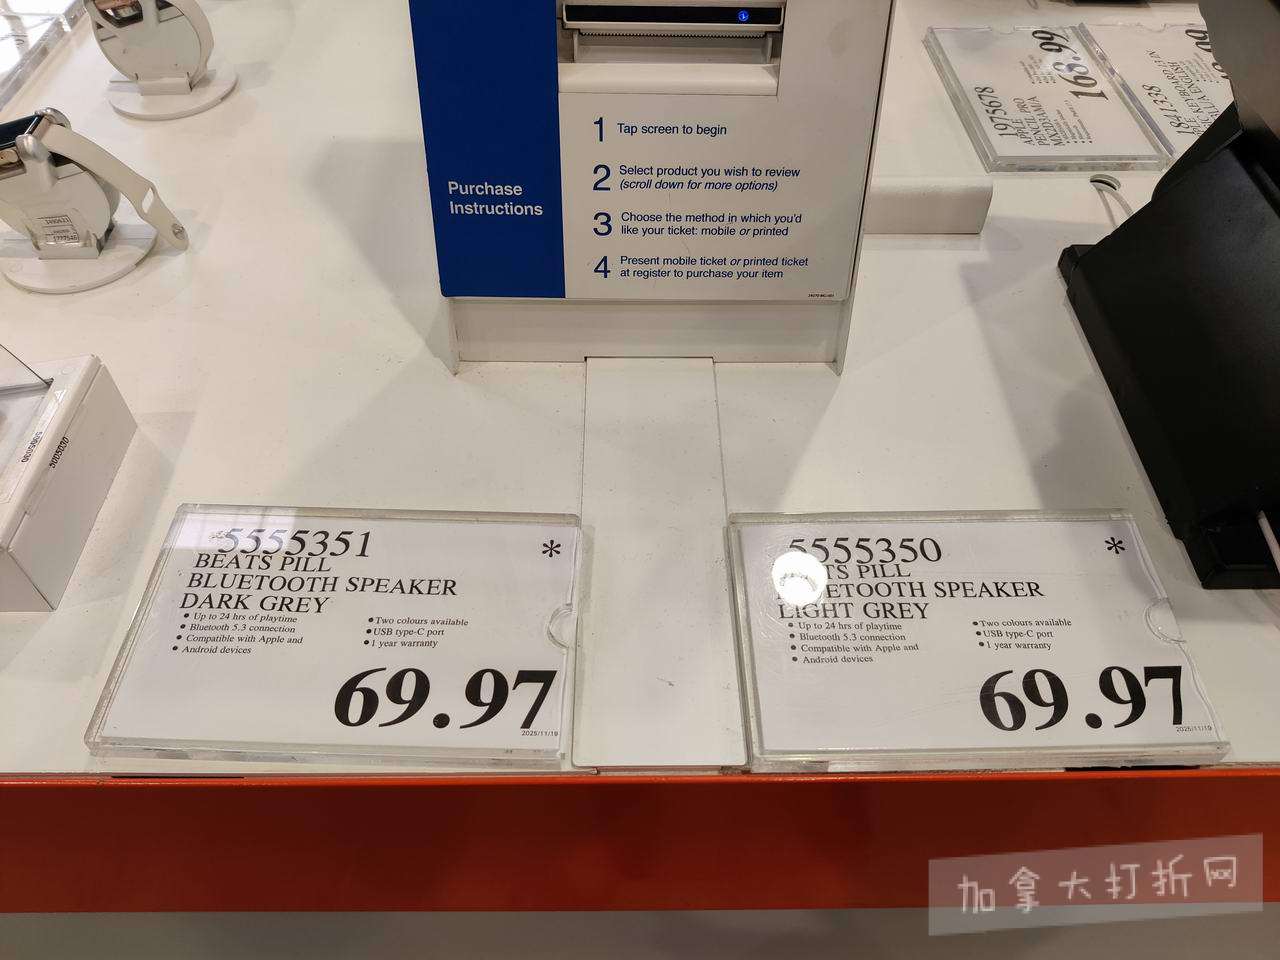 Purchase
Instructions
1 Tap screen to begin
2 Select product you wish to review
(scroll down for more options)
3 Choose the method in which you'd
like your ticket: mobile or printed
4 Present mobile ticket or printed ticket
at register to purchase your item
1975678
APPLE
PENCIL PRO
MX2D3AM/A
168.99
1841338
5555351 *
BEATS PILL
BLUETOOTH SPEAKER
DARK GREY
• Up to 24 hrs of playtime
• Bluetooth 5.3 connection
• Compatible with Apple and
• Android devices
• Two colours available
• USB type-C port
• 1 year warranty
69.97
2025/11/19
5555350 *
PILL
SPEAKER
LIGHT GREY
• Up to 24 hrs of playtime
• Bluetooth 5.3 connection
• Compatible with Apple and
• Android devices
• Two colours available
• USB type-C port
• 1 year warranty
69.97
2025/11/19
加拿大打折网